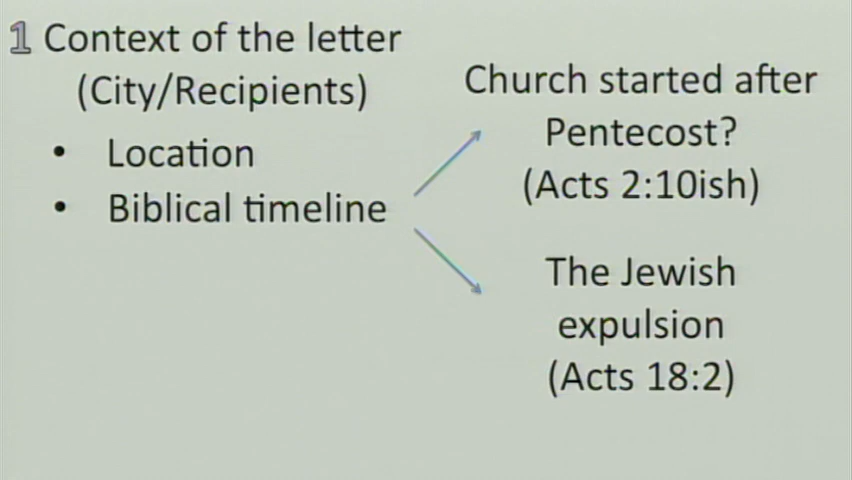 1 Context of the letter
(City/Recipients)
• Location
• Biblical timeline
Church started after
Pentecost?
(Acts 2:10ish)
The Jewish
expulsion
(Acts 18:2)